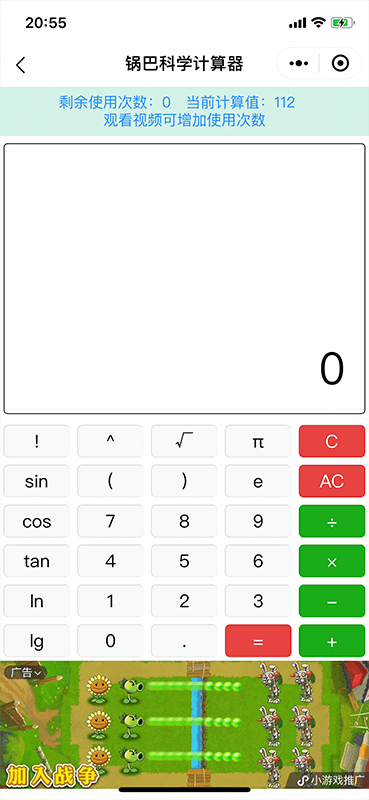 20:55
锅巴科学计算器
剩余使用次数：0 当前计算值：112
观看视频可增加使用次数
0
! ^ √ π C
sin ( ) e AC
cos 7 8 9 ÷
tan 4 5 6 ×
ln 1 2 3 −
lg 0 . = +
广告
加入战争
小游戏推广